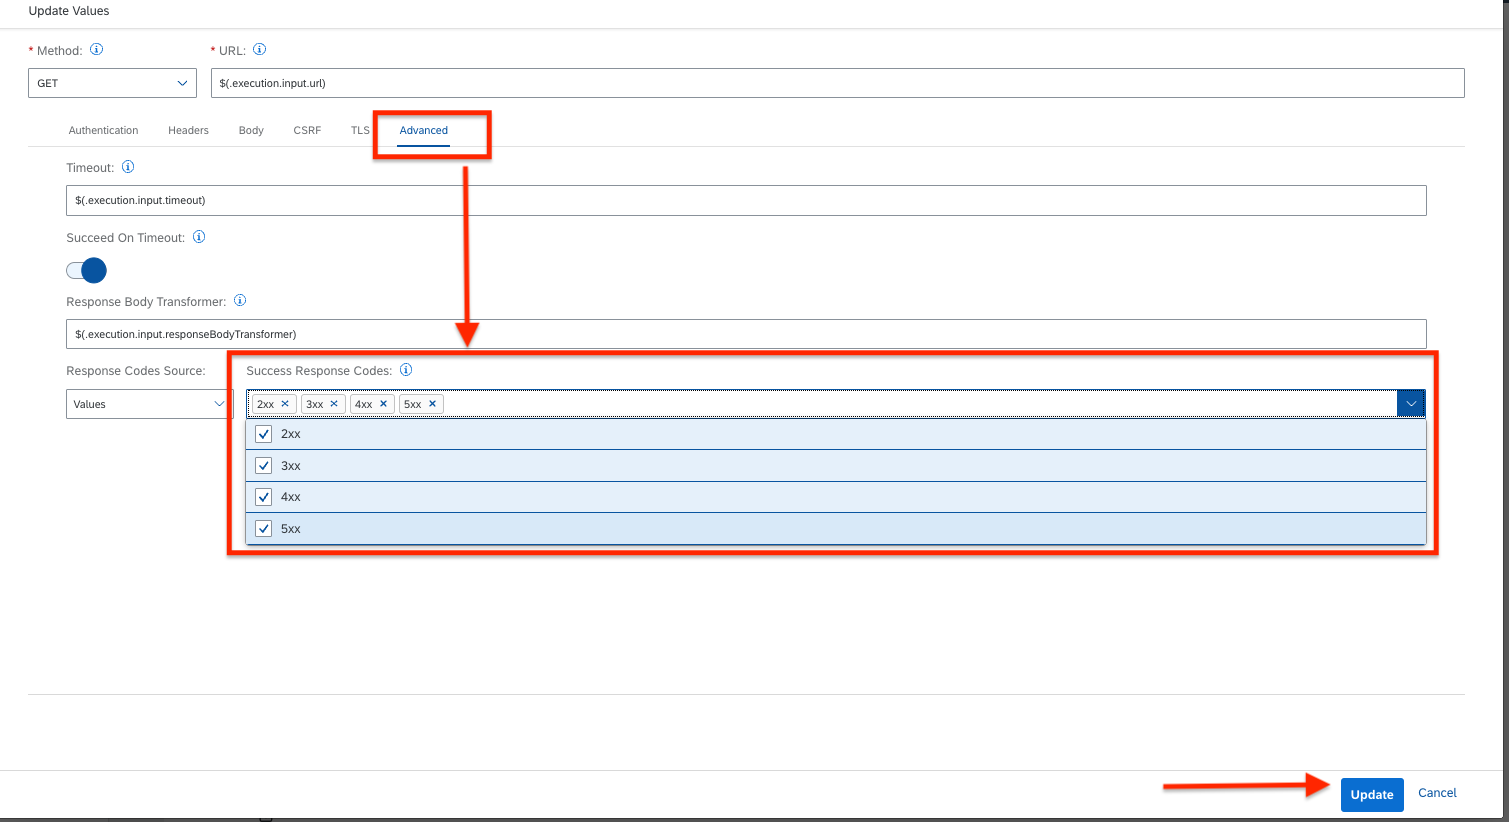 Update Values
* Method:
* URL:
GET
$(.execution.input.url)
Authentication Headers Body CSRF TLS Advanced
Timeout:
$(.execution.input.timeout)
Succeed On Timeout:
Response Body Transformer:
$(.execution.input.responseBodyTransformer)
Response Codes Source:
Success Response Codes:
Values
2xx 3xx 4xx 5xx
2xx
3xx
4xx
5xx
Update Cancel